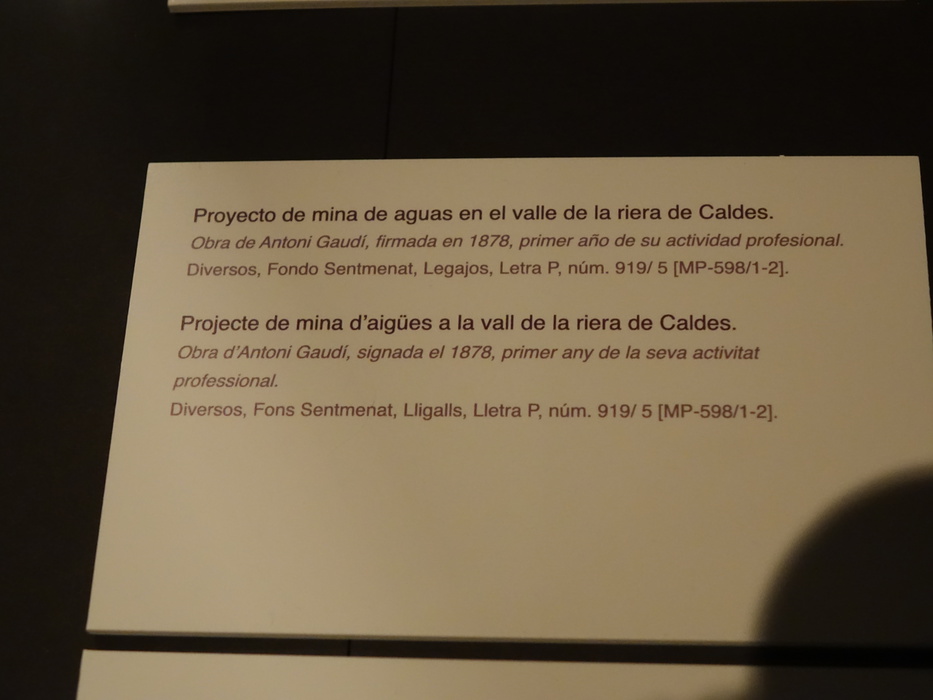 Proyecto de mina de aguas en el valle de la riera de Caldes.
Obra de Antoni Gaudí, firmada en 1878, primer año de su actividad profesional.
Diversos, Fondo Sentmenat, Legajos, Letra P, núm. 919/ 5 [MP-598/1-2].
Projecte de mina d'aigües a la vall de la riera de Caldes.
Obra d'Antoni Gaudí, signada el 1878, primer any de la seva activitat
professional.
Diversos, Fons Sentmenat, Lligalls, Lletra P, núm. 919/ 5 [MP-598/1-2].